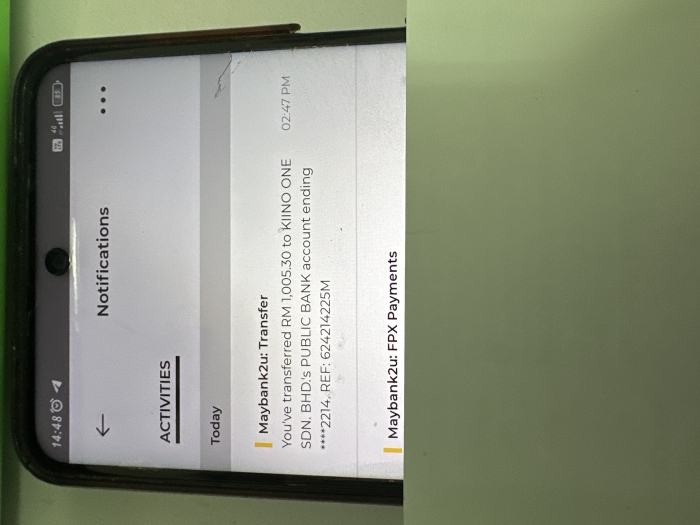 14:48
Notifications
ACTIVITIES
Today
Maybank2u: Transfer
02:47 PM
You've transferred RM 1,005.30 to KIINO ONE
SDN. BHD.'s PUBLIC BANK account ending
****2214. REF: 624214225M
Maybank2u: FPX Payments